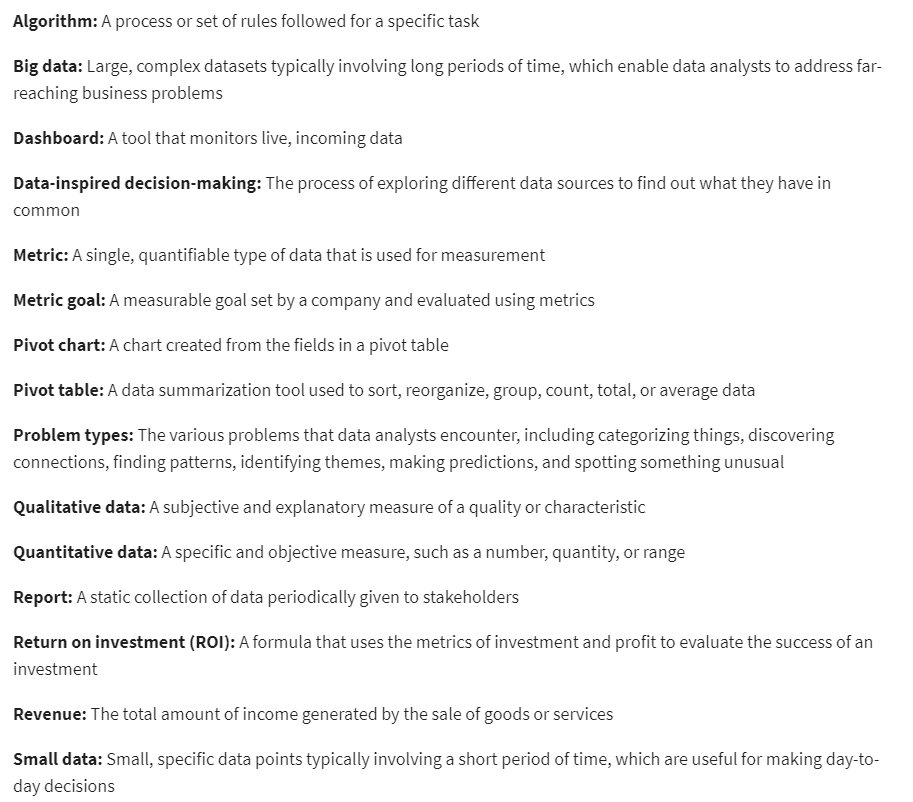 Algorithm: A process or set of rules followed for a specific task
Big data: Large, complex datasets typically involving long periods of time, which enable data analysts to address far-
reaching business problems
Dashboard: A tool that monitors live, incoming data
Data-inspired decision-making: The process of exploring different data sources to find out what they have in
common
Metric: A single, quantifiable type of data that is used for measurement
Metric goal: A measurable goal set by a company and evaluated using metrics
Pivot chart: A chart created from the fields in a pivot table
Pivot table: A data summarization tool used to sort, reorganize, group, count, total, or average data
Problem types: The various problems that data analysts encounter, including categorizing things, discovering
connections, finding patterns, identifying themes, making predictions, and spotting something unusual
Qualitative data: A subjective and explanatory measure of a quality or characteristic
Quantitative data: A specific and objective measure, such as a number, quantity, or range
Report: A static collection of data periodically given to stakeholders
Return on investment (ROI): A formula that uses the metrics of investment and profit to evaluate the success of an
investment
Revenue: The total amount of income generated by the sale of goods or services
Small data: Small, specific data points typically involving a short period of time, which are useful for making day-to-
day decisions